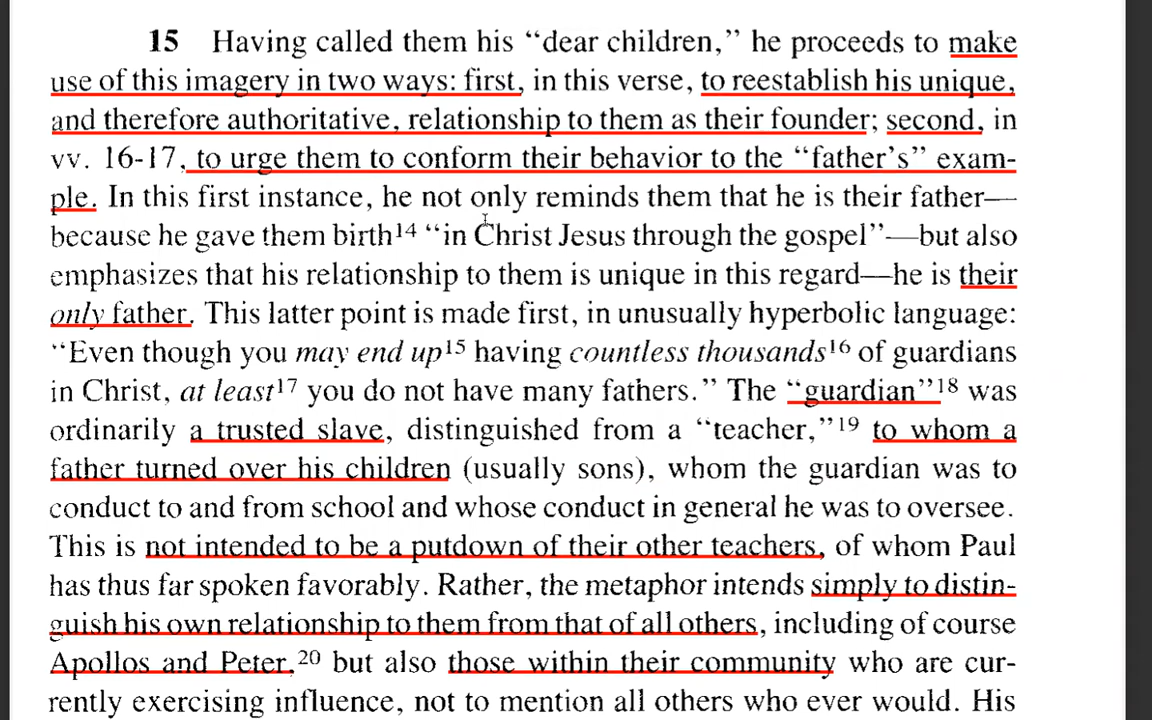 15 Having called them his “dear children,” he proceeds to make
use of this imagery in two ways: first, in this verse, to reestablish his unique,
and therefore authoritative, relationship to them as their founder; second, in
vv. 16-17, to urge them to conform their behavior to the “father’s” exam-
ple. In this first instance, he not only reminds them that he is their father—
because he gave them birth¹⁴ “in Christ Jesus through the gospel”—but also
emphasizes that his relationship to them is unique in this regard—he is their
only father. This latter point is made first, in unusually hyperbolic language:
“Even though you may end up¹⁵ having countless thousands¹⁶ of guardians
in Christ, at least¹⁷ you do not have many fathers.” The “guardian”¹⁸ was
ordinarily a trusted slave, distinguished from a “teacher,”¹⁹ to whom a
father turned over his children (usually sons), whom the guardian was to
conduct to and from school and whose conduct in general he was to oversee.
This is not intended to be a putdown of their other teachers, of whom Paul
has thus far spoken favorably. Rather, the metaphor intends simply to distin-
guish his own relationship to them from that of all others, including of course
Apollos and Peter,²⁰ but also those within their community who are cur-
rently exercising influence, not to mention all others who ever would. His